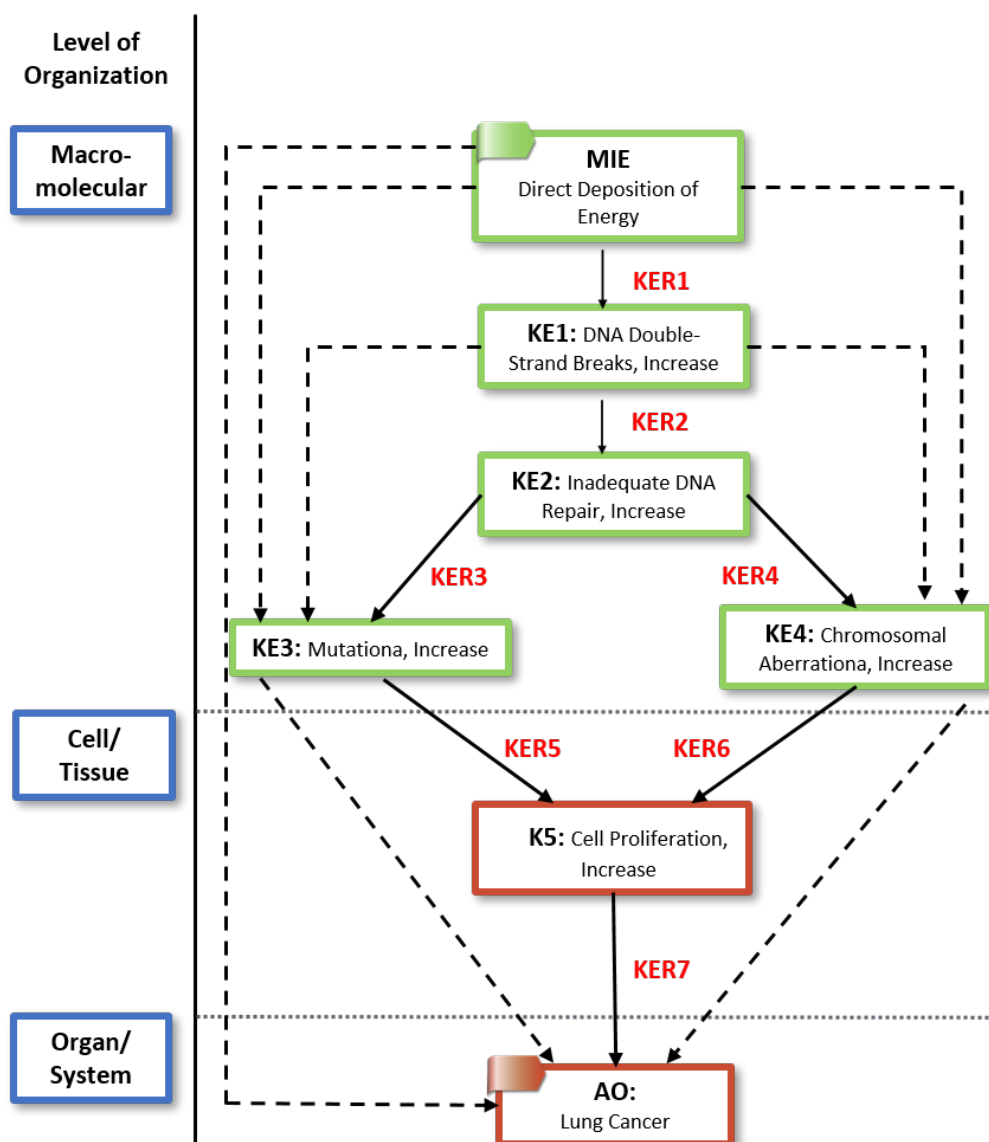 Level of
Organization
Macro-
molecular
MIE
Direct Deposition of
Energy
KER1
KE1: DNA Double-
Strand Breaks, Increase
KER2
KE2: Inadequate DNA
Repair, Increase
KER3
KER4
KE3: Mutationa, Increase
KE4: Chromosomal
Aberrationa, Increase
Cell/
Tissue
KER5
KER6
K5: Cell Proliferation,
Increase
KER7
Organ/
System
AO:
Lung Cancer